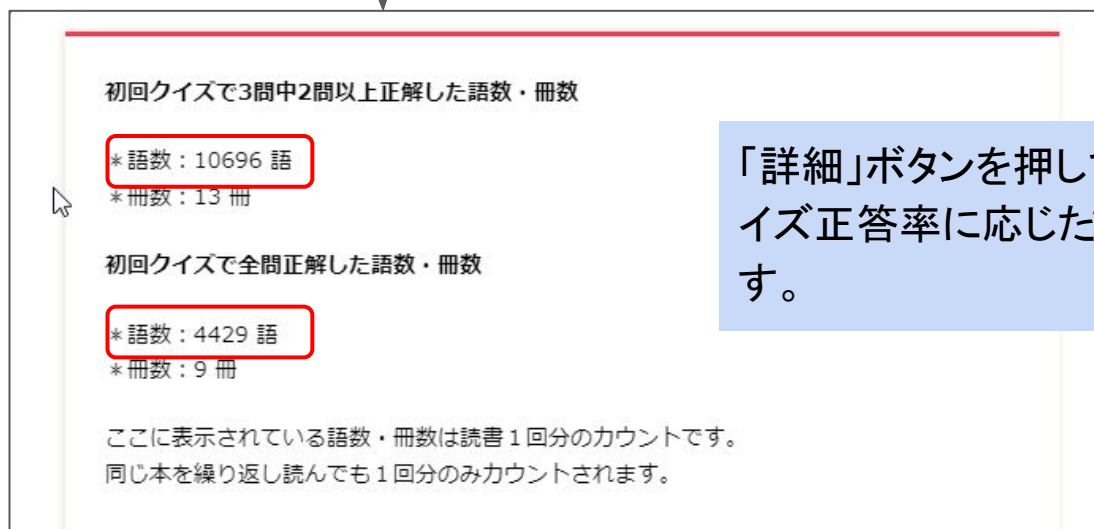 初回クイズで3問中2問以上正解した語数・冊数
＊語数：10696 語
＊冊数：13 冊
初回クイズで全問正解した語数・冊数
＊語数：4429 語
＊冊数：9 冊
ここに表示されている語数・冊数は読書１回分のカウントです。
同じ本を繰り返し読んでも１回分のみカウントされます。
「詳細」ボタンを押し
イズ正答率に応じた
す。